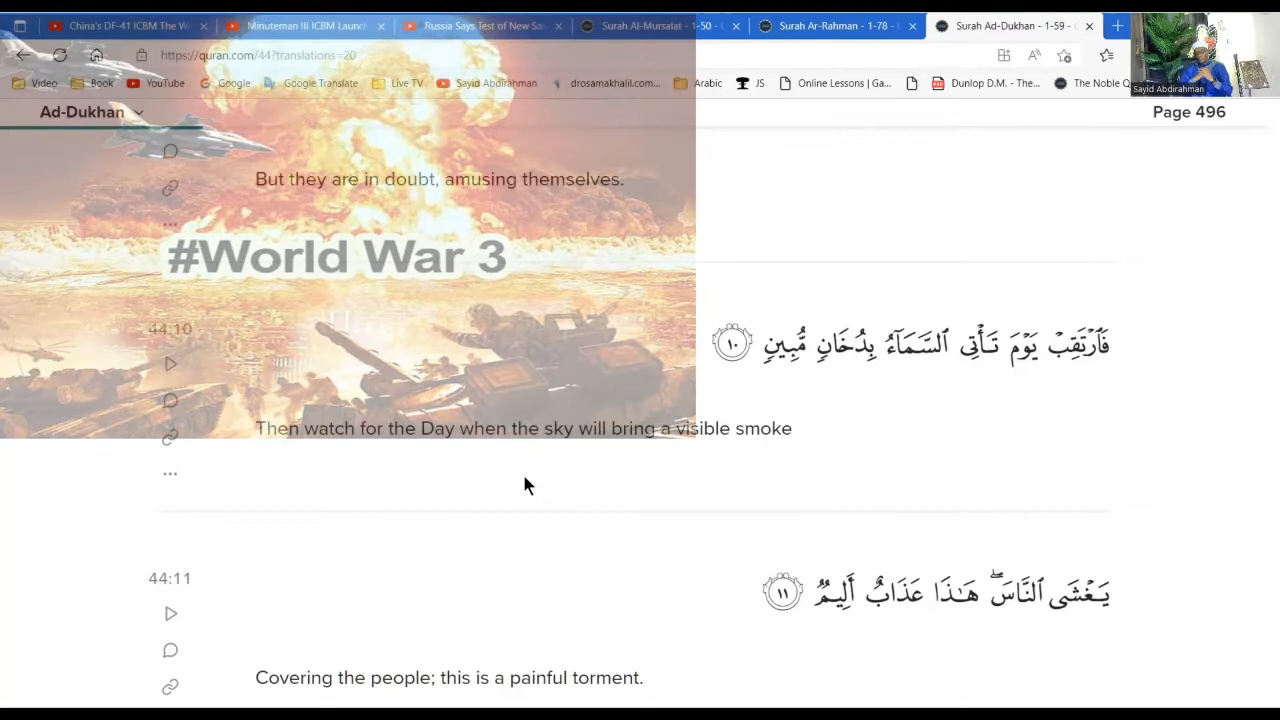 China's DF-41 ICBM The W
Minuteman III ICBM Launc
Russia Says Test of New Sa
Surah Al-Mursalat - 1-50 -
Surah Ar-Rahman - 1-78 -
Surah Ad-Dukhan - 1-59 -
https://quran.com/44?translations=20
Video
Book
YouTube
Google
Google Translate
Live TV
Sayid Abdirahman
drosamakhalil.com...
Arabic
JS
Online Lessons | Ga...
Dunlop D.M. - The...
The Noble Q
Sayid Abdirahman
Ad-Dukhan
Page 496
But they are in doubt, amusing themselves.
#World War 3
44:10
فَٱرْتَقِبْ يَوْمَ تَأْتِى ٱلسَّمَآءُ بِدُخَانٍ مُّبِينٍ ١٠
Then watch for the Day when the sky will bring a visible smoke
44:11
يَغْشَى ٱلنَّاسَ ۖ هَـٰذَا عَذَابٌ أَلِيمٌ ١١
Covering the people; this is a painful torment.